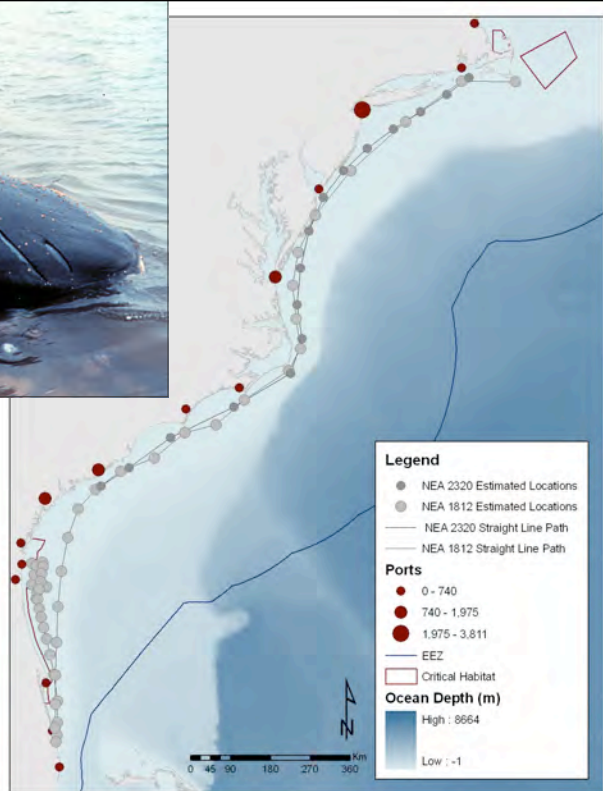 Legend
NEA 2320 Estimated Locations
NEA 1812 Estimated Locations
NEA 2320 Straight Line Path
NEA 1812 Straight Line Path
Ports
0 - 740
740 - 1,975
1,975 - 3,811
EEZ
Critical Habitat
Ocean Depth (m)
High : 8664
Low : -1
N
Km
0 45 90 180 270 360